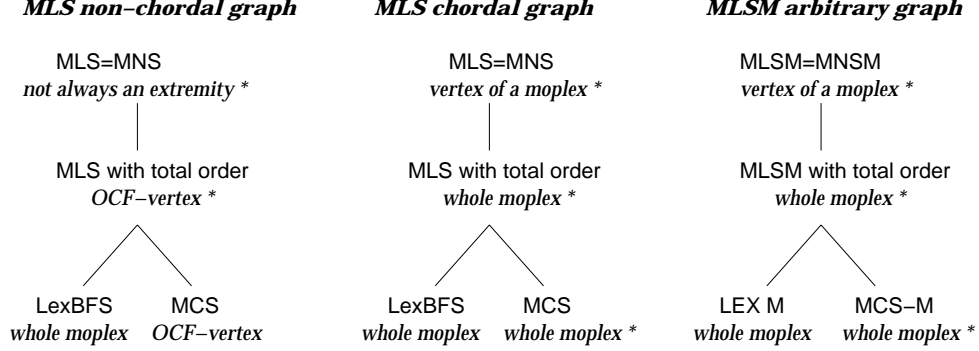 MLS non–chordal graph
MLS=MNS
not always an extremity *
MLS with total order
OCF–vertex *
LexBFS
whole moplex
MCS
OCF–vertex
MLS chordal graph
MLS=MNS
vertex of a moplex *
MLS with total order
whole moplex *
LexBFS
whole moplex
MCS
whole moplex *
MLSM arbitrary graph
MLSM=MNSM
vertex of a moplex *
MLSM with total order
whole moplex *
LEX M
whole moplex
MCS–M
whole moplex *